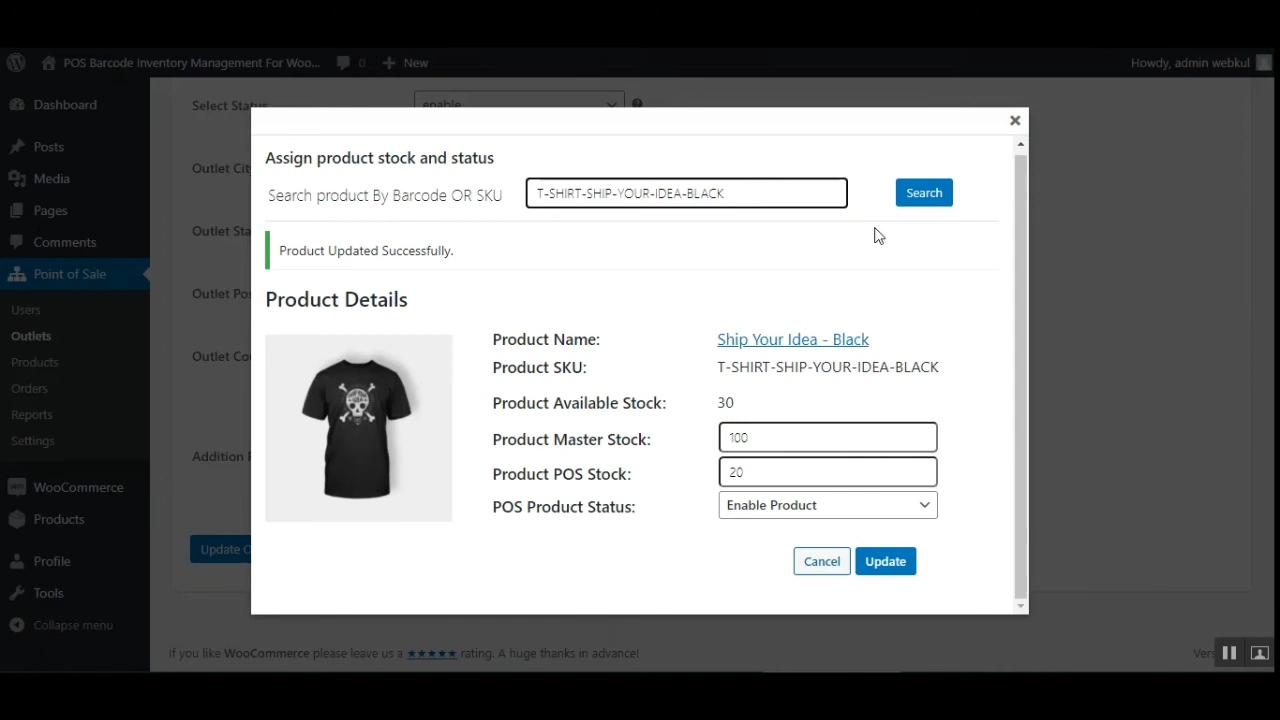 POS Barcode Inventory Management For Woo... 0 New Howdy, admin webkul
Dashboard
Posts
Media
Pages
Comments
Point of Sale
Users
Outlets
Products
Orders
Reports
Settings
WooCommerce
Products
Profile
Tools
Collapse menu
Select Status enable
Outlet City
Outlet Sta
Outlet Pos
Outlet Cou
Addition P
Update O
×
Assign product stock and status
Search product By Barcode OR SKU T-SHIRT-SHIP-YOUR-IDEA-BLACK Search
Product Updated Successfully.
Product Details
Product Name: Ship Your Idea - Black
Product SKU: T-SHIRT-SHIP-YOUR-IDEA-BLACK
Product Available Stock: 30
Product Master Stock: 100
Product POS Stock: 20
POS Product Status: Enable Product
Cancel Update
If you like WooCommerce please leave us a ★★★★★ rating. A huge thanks in advance! Vers